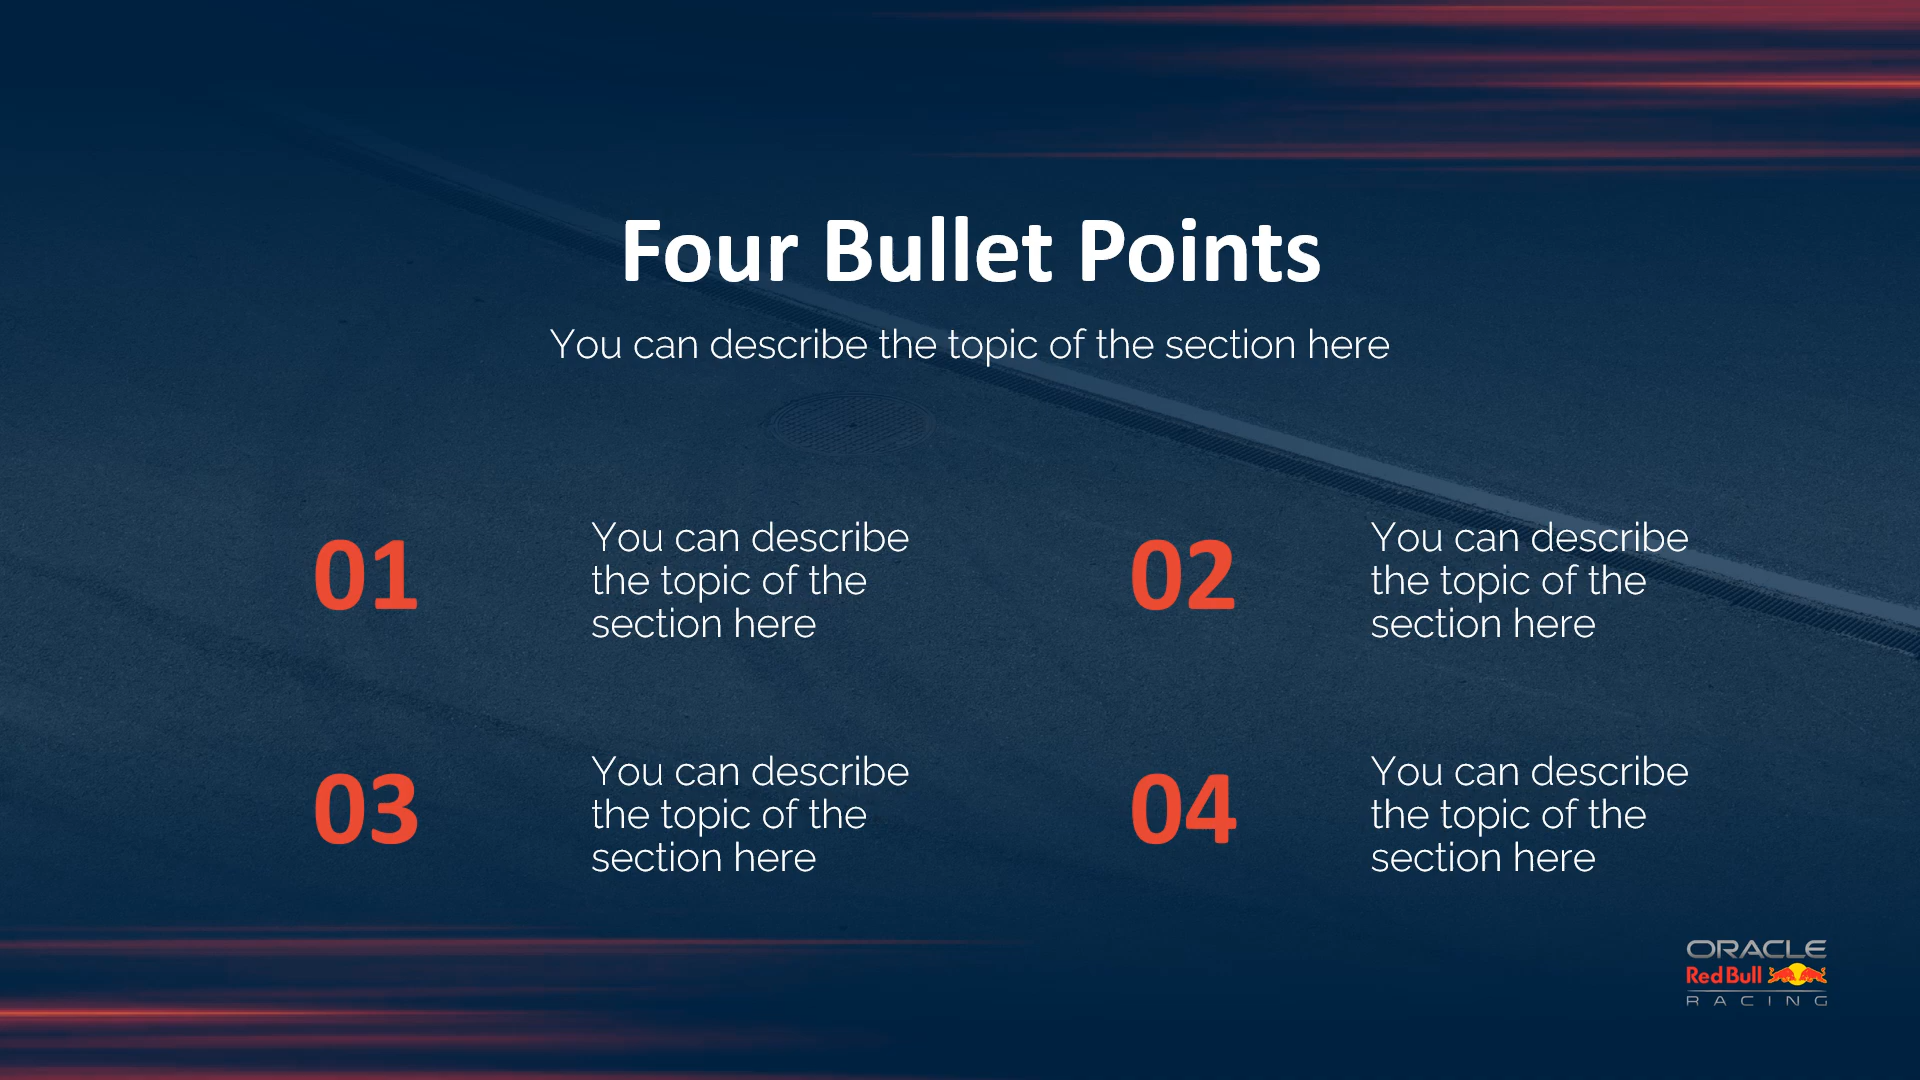 Four Bullet Points
You can describe the topic of the section here
01
You can describe
the topic of the
section here
02
You can describe
the topic of the
section here
03
You can describe
the topic of the
section here
04
You can describe
the topic of the
section here
ORACLE
Red Bull
RACING